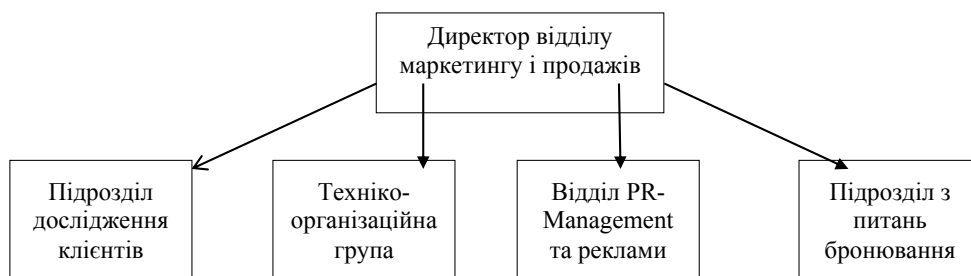 Директор відділу
маркетингу і продажів
Підрозділ
дослідження
клієнтів
Техніко-
організаційна
група
Відділ PR-
Management
та реклами
Підрозділ з
питань
бронювання